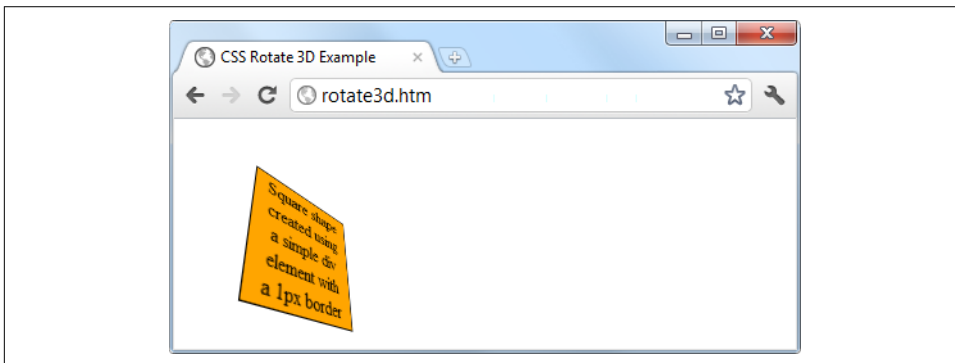 CSS Rotate 3D Example
rotate3d.htm
Square shape
created using
a simple div
element with
a 1px border